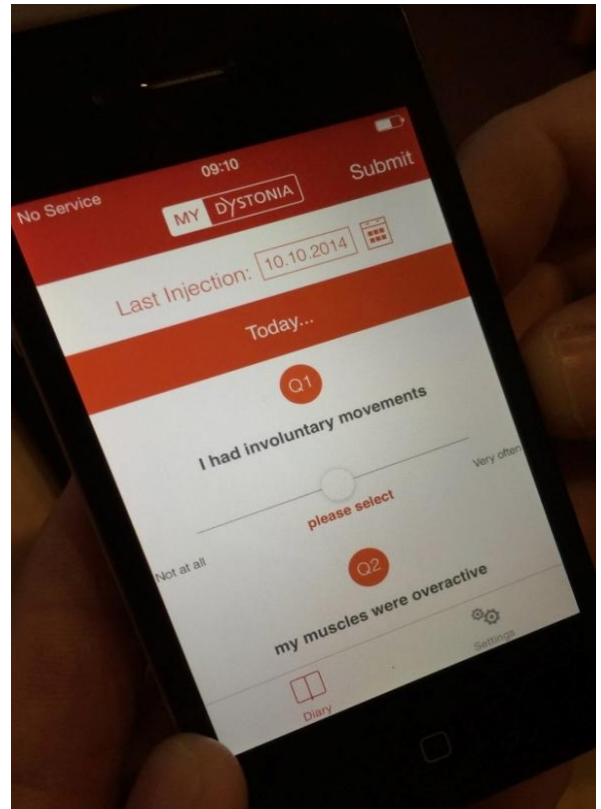 No Service 09:10
MY DYSTONIA Submit
Last Injection: 10.10.2014
Today...
Q1
I had involuntary movements
Very often
please select
Not at all
Q2
my muscles were overactive
Diary Settings